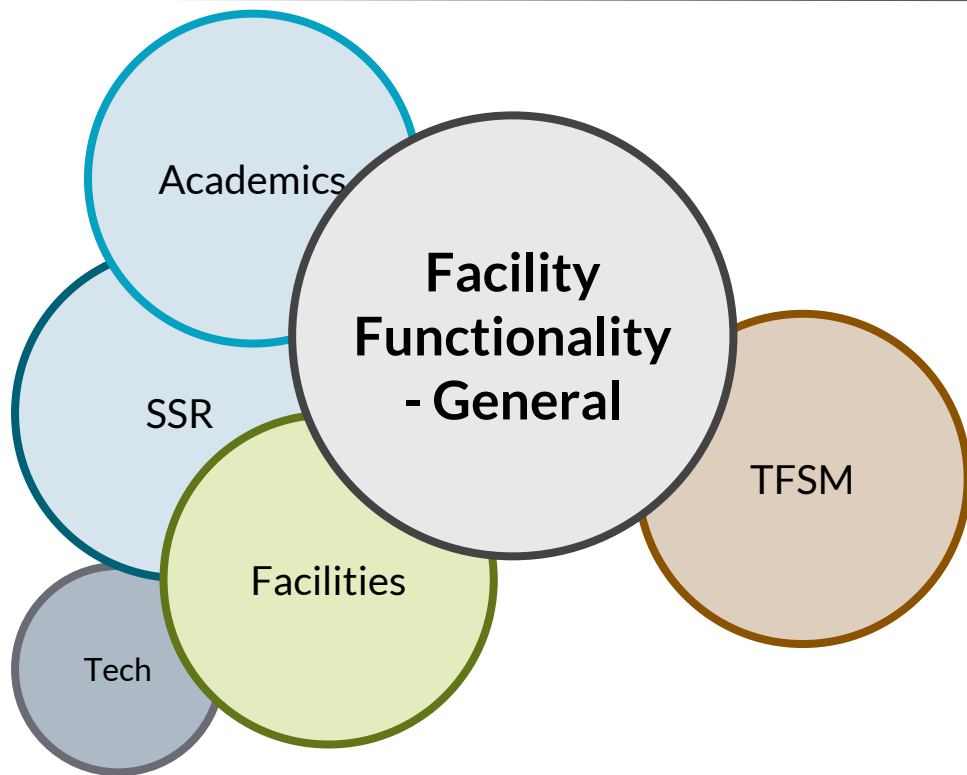 Academics
Facility
Functionality
- General
SSR
TFSM
Facilities
Tech